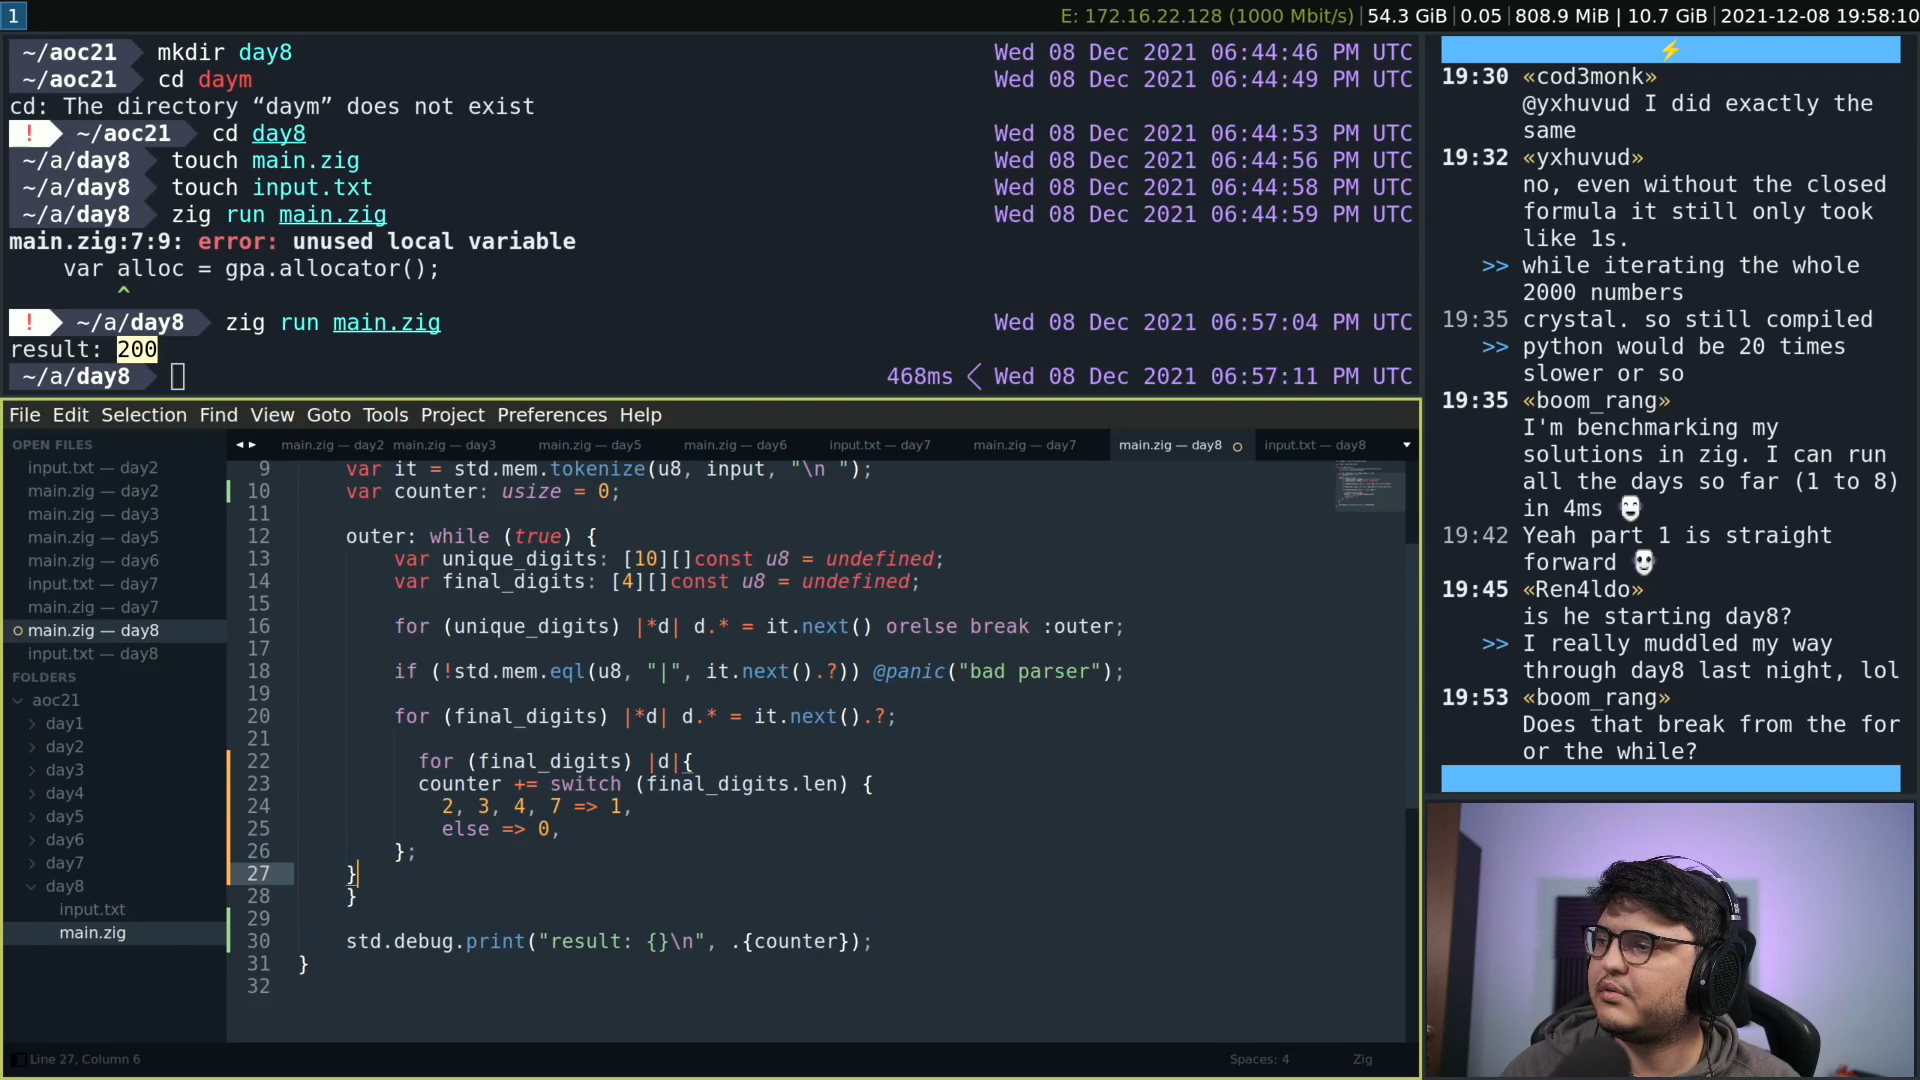 1
E: 172.16.22.128 (1000 Mbit/s) | 54.3 GiB | 0.05 | 808.9 MiB | 10.7 GiB | 2021-12-08 19:58:10
~/aoc21 mkdir day8 Wed 08 Dec 2021 06:44:46 PM UTC
~/aoc21 cd daym Wed 08 Dec 2021 06:44:49 PM UTC
cd: The directory “daym” does not exist
! ~/aoc21 cd day8 Wed 08 Dec 2021 06:44:53 PM UTC
~/a/day8 touch main.zig Wed 08 Dec 2021 06:44:56 PM UTC
~/a/day8 touch input.txt Wed 08 Dec 2021 06:44:58 PM UTC
~/a/day8 zig run main.zig Wed 08 Dec 2021 06:44:59 PM UTC
main.zig:7:9: error: unused local variable
var alloc = gpa.allocator();
^
! ~/a/day8 zig run main.zig Wed 08 Dec 2021 06:57:04 PM UTC
result: 200
~/a/day8 468ms Wed 08 Dec 2021 06:57:11 PM UTC
File Edit Selection Find View Goto Tools Project Preferences Help
OPEN FILES
input.txt — day2
main.zig — day2
main.zig — day3
main.zig — day5
main.zig — day6
input.txt — day7
main.zig — day7
main.zig — day8
input.txt — day8
FOLDERS
aoc21
day1
day2
day3
day4
day5
day6
day7
day8
input.txt
main.zig
main.zig — day2 main.zig — day3 main.zig — day5 main.zig — day6 input.txt — day7 main.zig — day7 main.zig — day8 input.txt — day8
9 var it = std.mem.tokenize(u8, input, "\n ");
10 var counter: usize = 0;
11
12 outer: while (true) {
13 var unique_digits: [10][]const u8 = undefined;
14 var final_digits: [4][]const u8 = undefined;
15
16 for (unique_digits) |*d| d.* = it.next() orelse break :outer;
17
18 if (!std.mem.eql(u8, "|", it.next().?)) @panic("bad parser");
19
20 for (final_digits) |*d| d.* = it.next().?;
21
22 for (final_digits) |d|{
23 counter += switch (final_digits.len) {
24 2, 3, 4, 7 => 1,
25 else => 0,
26 };
27 }
28 }
29
30 std.debug.print("result: {}\n", .{counter});
31 }
32
Line 27, Column 6 Spaces: 4 Zig
19:30 «cod3monk»
@yxhuvud I did exactly the
same
19:32 «yxhuvud»
no, even without the closed
formula it still only took
like 1s.
>> while iterating the whole
2000 numbers
19:35 crystal. so still compiled
>> python would be 20 times
slower or so
19:35 «boom_rang»
I'm benchmarking my
solutions in zig. I can run
all the days so far (1 to 8)
in 4ms
19:42 Yeah part 1 is straight
forward
19:45 «Ren4ldo»
is he starting day8?
>> I really muddled my way
through day8 last night, lol
19:53 «boom_rang»
Does that break from the for
or the while?